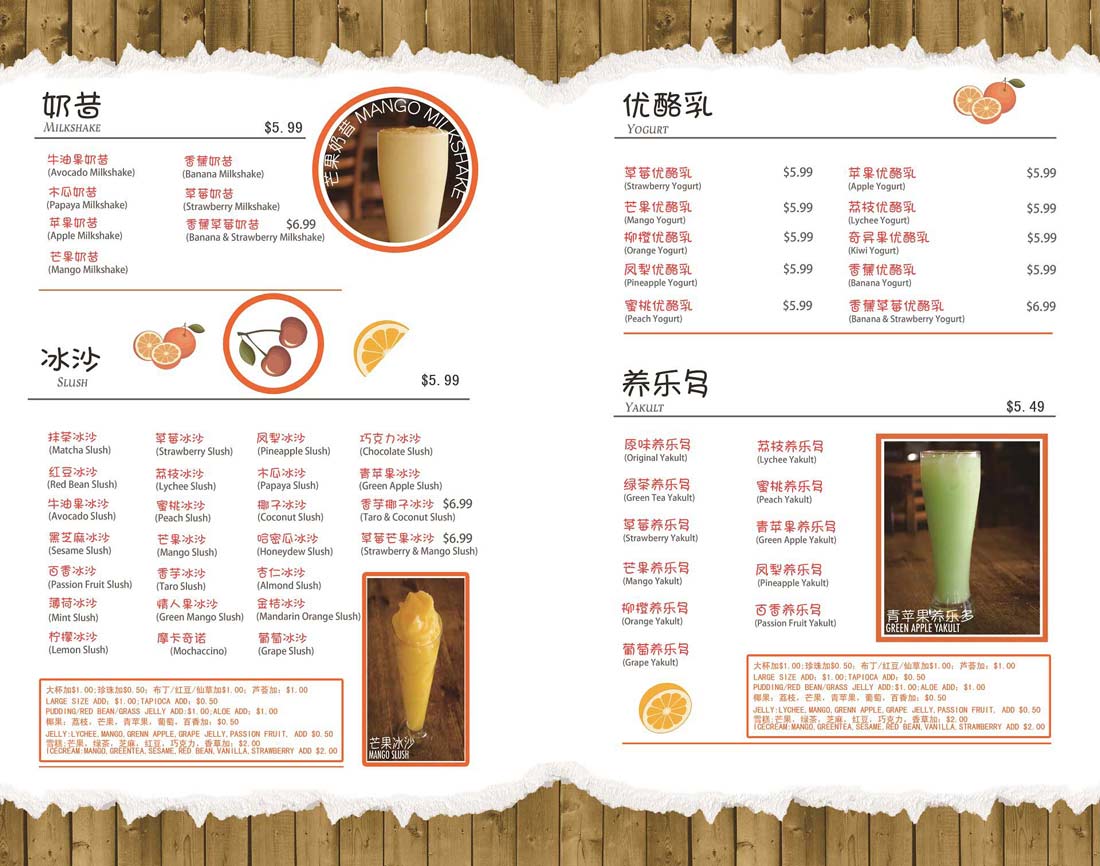 奶昔
MILKSHAKE
$5.99
芒果奶昔 MANGO MILKSHAKE
牛油果奶昔
(Avocado Milkshake)
香蕉奶昔
(Banana Milkshake)
木瓜奶昔
(Papaya Milkshake)
草莓奶昔
(Strawberry Milkshake)
苹果奶昔
(Apple Milkshake)
香蕉草莓奶昔 $6.99
(Banana & Strawberry Milkshake)
芒果奶昔
(Mango Milkshake)
冰沙
SLUSH
$5.99
抹茶冰沙
(Matcha Slush)
草莓冰沙
(Strawberry Slush)
凤梨冰沙
(Pineapple Slush)
巧克力冰沙
(Chocolate Slush)
红豆冰沙
(Red Bean Slush)
荔枝冰沙
(Lychee Slush)
木瓜冰沙
(Papaya Slush)
青苹果冰沙
(Green Apple Slush)
牛油果冰沙
(Avocado Slush)
蜜桃冰沙
(Peach Slush)
椰子冰沙
(Coconut Slush)
香芋椰子冰沙 $6.99
(Taro & Coconut Slush)
黑芝麻冰沙
(Sesame Slush)
芒果冰沙
(Mango Slush)
哈密瓜冰沙
(Honeydew Slush)
草莓芒果冰沙 $6.99
(Strawberry & Mango Slush)
百香冰沙
(Passion Fruit Slush)
香芋冰沙
(Taro Slush)
杏仁冰沙
(Almond Slush)
薄荷冰沙
(Mint Slush)
情人果冰沙
(Green Mango Slush)
金桔冰沙
(Mandarin Orange Slush)
柠檬冰沙
(Lemon Slush)
摩卡奇诺
(Mochaccino)
葡萄冰沙
(Grape Slush)
芒果冰沙
MANGO SLUSH
大杯加$1.00;珍珠加$0.50; 布丁/红豆/仙草加$1.00; 芦荟加: $1.00
LARGE SIZE ADD: $1.00;TAPIOCA ADD: $0.50
PUDDING/RED BEAN/GRASS JELLY ADD:$1.00;ALOE ADD: $1.00
椰果: 荔枝, 芒果, 青苹果, 葡萄, 百香加: $0.50
JELLY:LYCHEE,MANGO,GRENN APPLE,GRAPE JELLY,PASSION FRUIT, ADD $0.50
雪糕:芒果, 绿茶, 芝麻, 红豆, 巧克力, 香草加: $2.00
ICECREAM:MANGO,GREENTEA,SESAME,RED BEAN,VANILLA,STRAWBERRY ADD $2.00
优酪乳
YOGURT
草莓优酪乳 $5.99
(Strawberry Yogurt)
苹果优酪乳 $5.99
(Apple Yogurt)
芒果优酪乳 $5.99
(Mango Yogurt)
荔枝优酪乳 $5.99
(Lychee Yogurt)
柳橙优酪乳 $5.99
(Orange Yogurt)
奇异果优酪乳 $5.99
(Kiwi Yogurt)
凤梨优酪乳 $5.99
(Pineapple Yogurt)
香蕉优酪乳 $5.99
(Banana Yogurt)
蜜桃优酪乳 $5.99
(Peach Yogurt)
香蕉草莓优酪乳 $6.99
(Banana & Strawberry Yogurt)
养乐多
YAKULT
$5.49
原味养乐多
(Original Yakult)
荔枝养乐多
(Lychee Yakult)
绿茶养乐多
(Green Tea Yakult)
蜜桃养乐多
(Peach Yakult)
草莓养乐多
(Strawberry Yakult)
青苹果养乐多
(Green Apple Yakult)
芒果养乐多
(Mango Yakult)
凤梨养乐多
(Pineapple Yakult)
柳橙养乐多
(Orange Yakult)
百香养乐多
(Passion Fruit Yakult)
葡萄养乐多
(Grape Yakult)
青苹果养乐多
GREEN APPLE YAKULT
大杯加$1.00;珍珠加$0.50; 布丁/红豆/仙草加$1.00; 芦荟加: $1.00
LARGE SIZE ADD: $1.00;TAPIOCA ADD: $0.50
PUDDING/RED BEAN/GRASS JELLY ADD:$1.00;ALOE ADD: $1.00
椰果: 荔枝, 芒果, 青苹果, 葡萄, 百香加: $0.50
JELLY:LYCHEE,MANGO,GRENN APPLE,GRAPE JELLY,PASSION FRUIT, ADD $0.50
雪糕:芒果, 绿茶, 芝麻, 红豆, 巧克力, 香草加: $2.00
ICECREAM:MANGO,GREENTEA,SESAME,RED BEAN,VANILLA,STRAWBERRY ADD $2.00